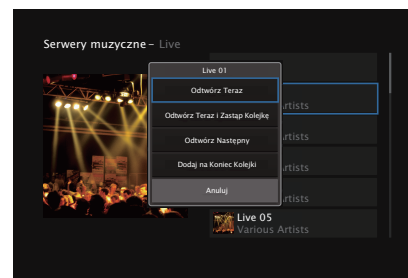 Serwery muzyczne – Live
Live 01
Odtwórz Teraz
Odtwórz Teraz i Zastąp Kolejkę
Odtwórz Następny
Dodaj na Koniec Kolejki
Anuluj
Artists
Artists
Artists
Artists
Live 05
Various Artists